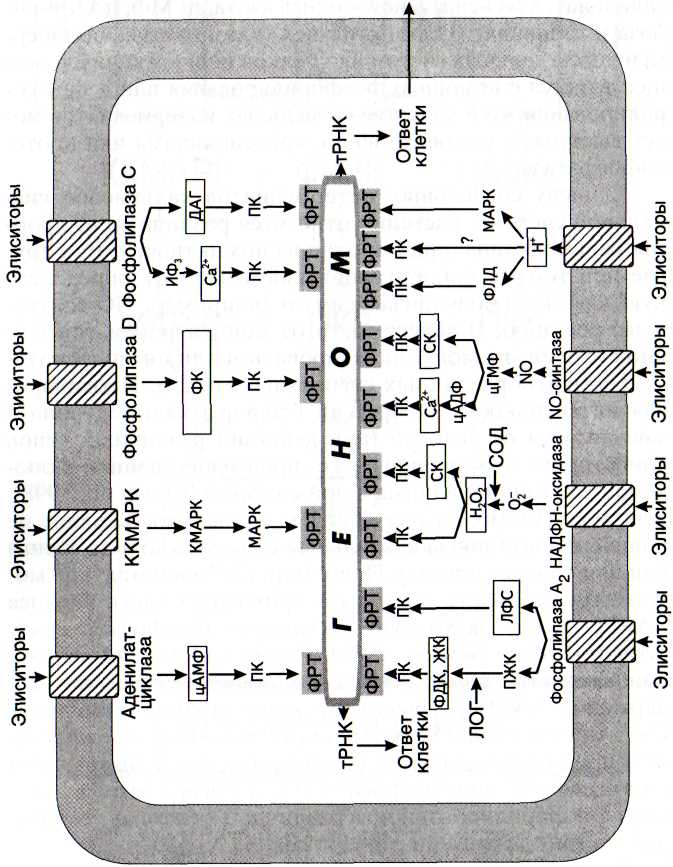 Элиситоры Элиситоры Элиситоры Элиситоры
Аденилат-
циклаза
ККМАРК
Фосфолипаза D
Фосфолипаза C
цАМФ
КМАРК
ФК
ИФ₃
ДАГ
Ca²⁺
ПК МАРК ПК ПК ПК
ФРТ ФРТ ФРТ ФРТ ФРТ
тРНК
ГЕНОМ
тРНК
ФРТ ФРТ ФРТ ФРТ ФРТ ФРТ ФРТ ФРТ ФРТ
Ответ
клетки
Ответ
клетки
ПК ПК ПК ПК ПК ПК ПК ПК
ФДК, ЖК
СК
Ca²⁺
СК
?
МАРК
цАДФ
ЛОГ
ПЖК
ЛФС
H₂O₂
цГМФ
ФЛД
СОД
O₂⁻
NO
H⁺
Фосфолипаза A₂
НАДФН-оксидаза
NO-синтаза
Элиситоры Элиситоры Элиситоры Элиситоры